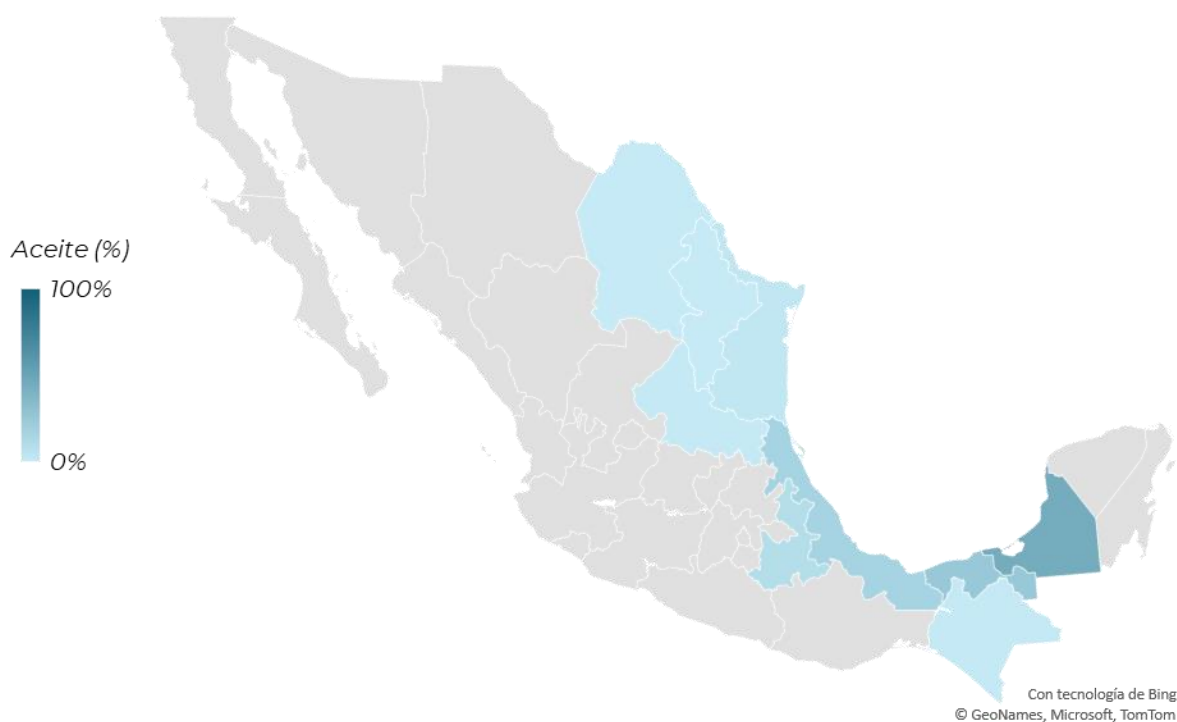 Aceite (%)
100%
0%
Con tecnología de Bing
© GeoNames, Microsoft, TomTom